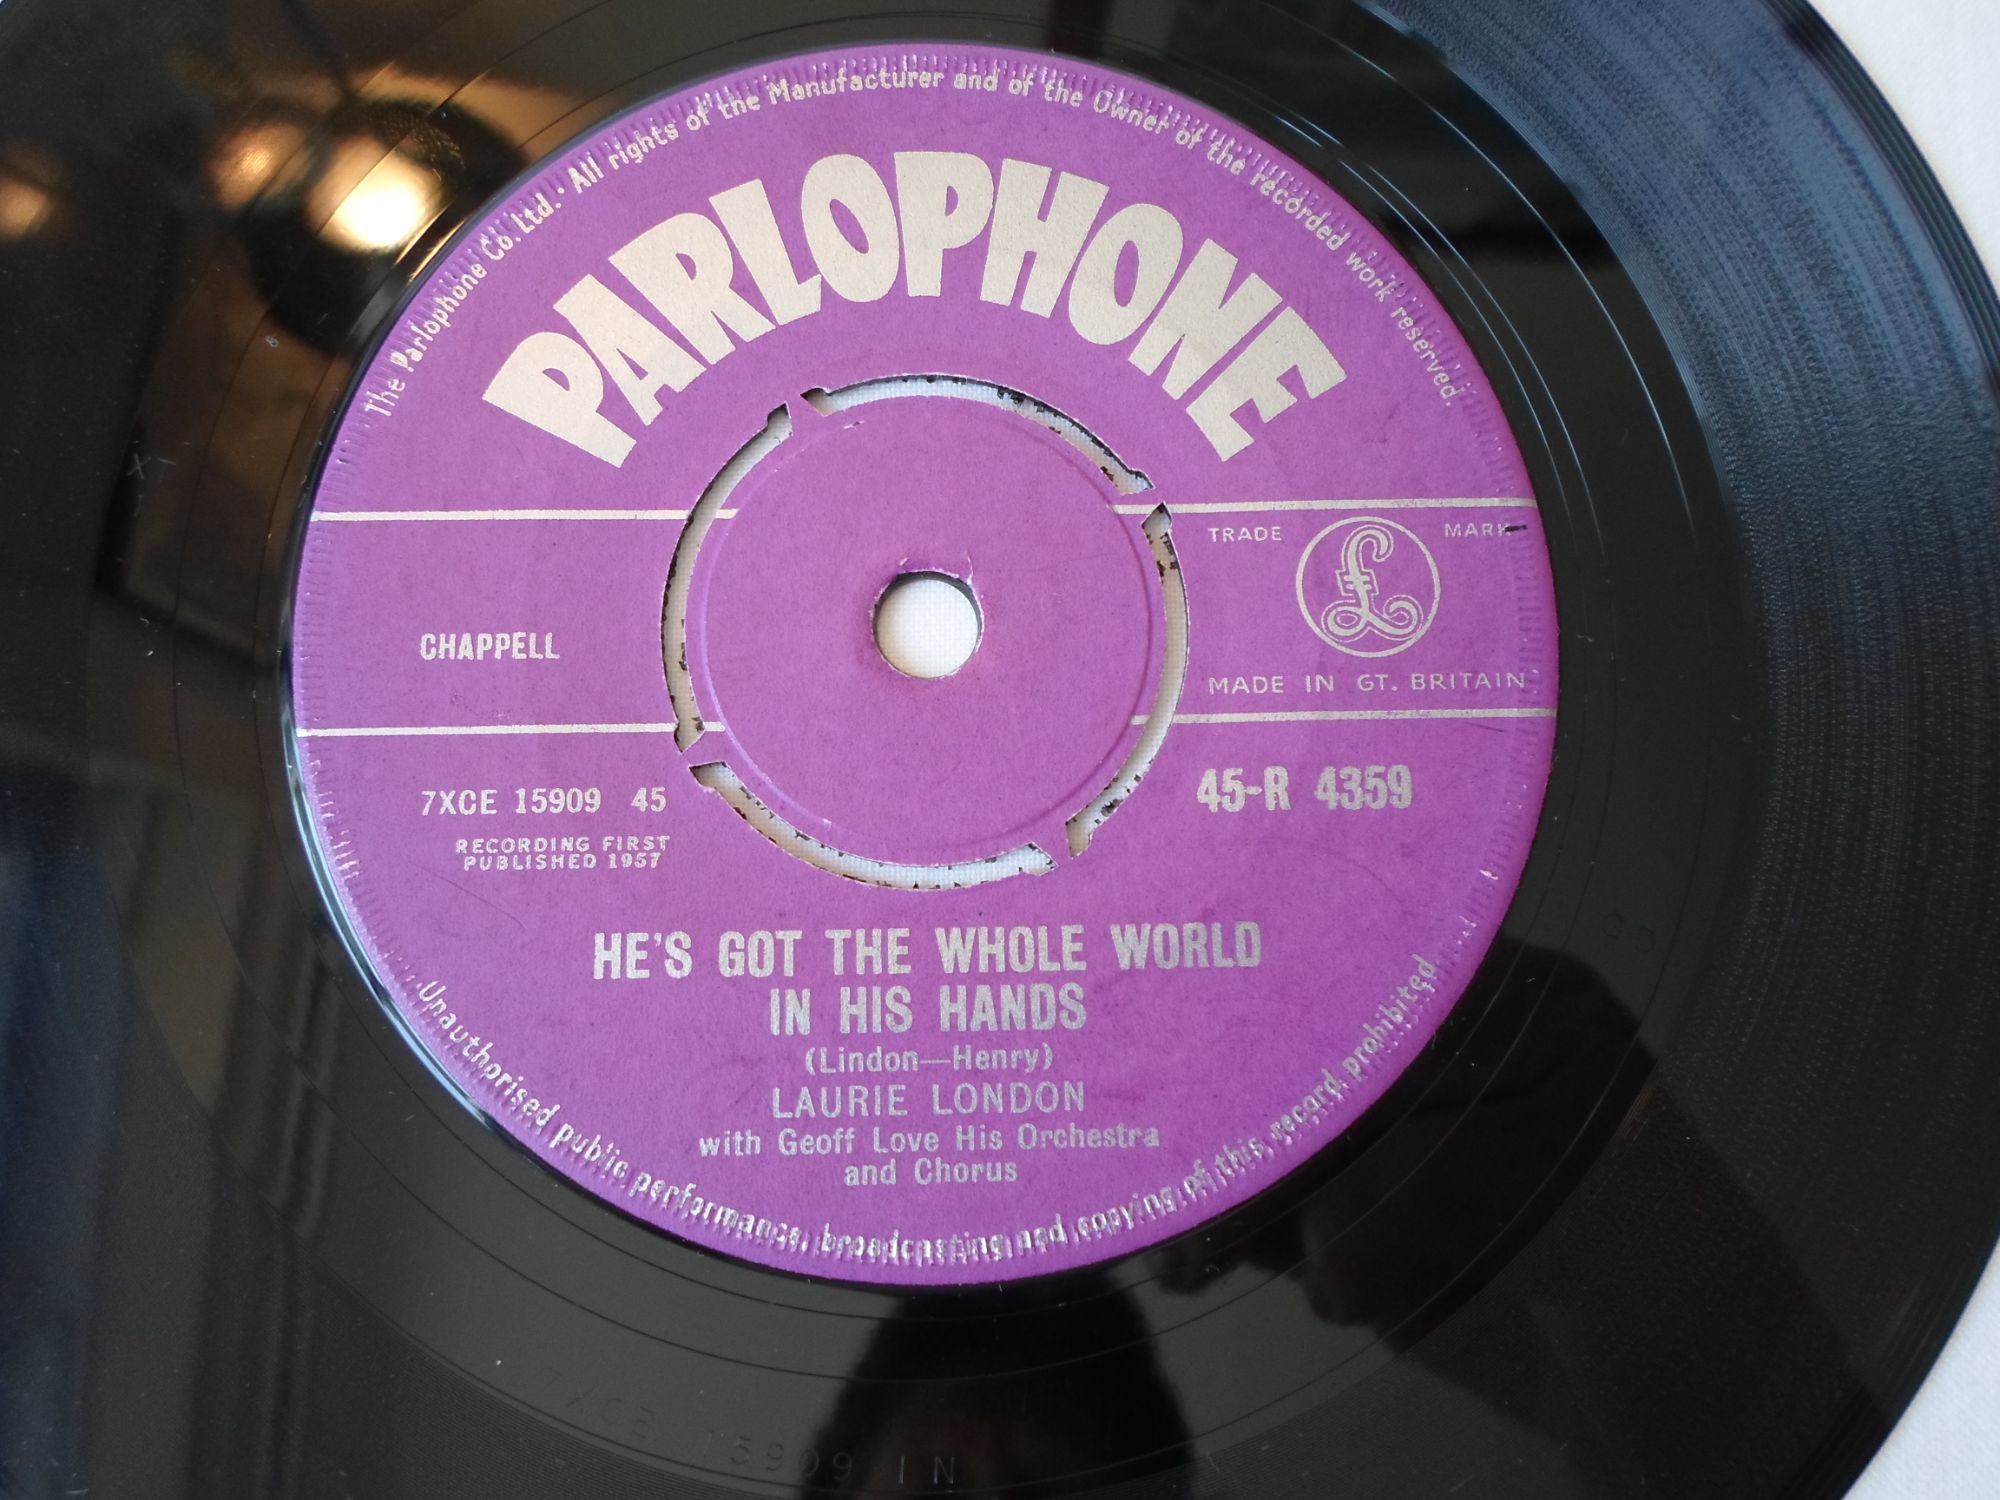 The Parlophone Co. Ltd. · All rights of the Manufacturer and of the Owner of the recorded work reserved.
PARLOPHONE
TRADE MARK
£
CHAPPELL
MADE IN GT. BRITAIN
7XCE 15909 45
45-R 4359
RECORDING FIRST
PUBLISHED 1957
HE'S GOT THE WHOLE WORLD
IN HIS HANDS
(Lindon—Henry)
LAURIE LONDON
with Geoff Love His Orchestra
and Chorus
Unauthorised public performance, broadcasting and copying of this record prohibited.
7XCE 15909 1N